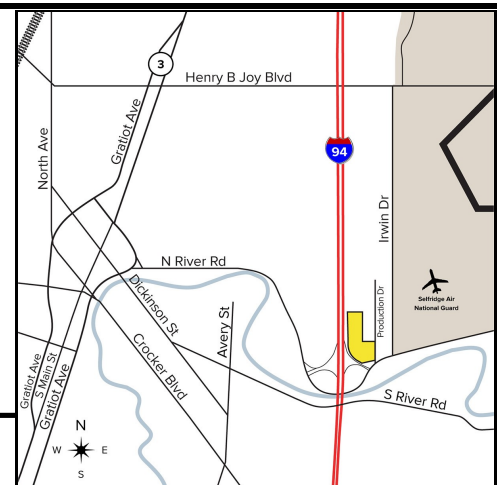 3
Henry B Joy Blvd
Gratiot Ave
North Ave
94
Irwin Dr
N River Rd
Selfridge Air
National Guard
Production Dr
Dickinson St
Avery St
Crocker Blvd
Gratiot Ave
S Main St
Gratiot Ave
S River Rd
N
W
E
S